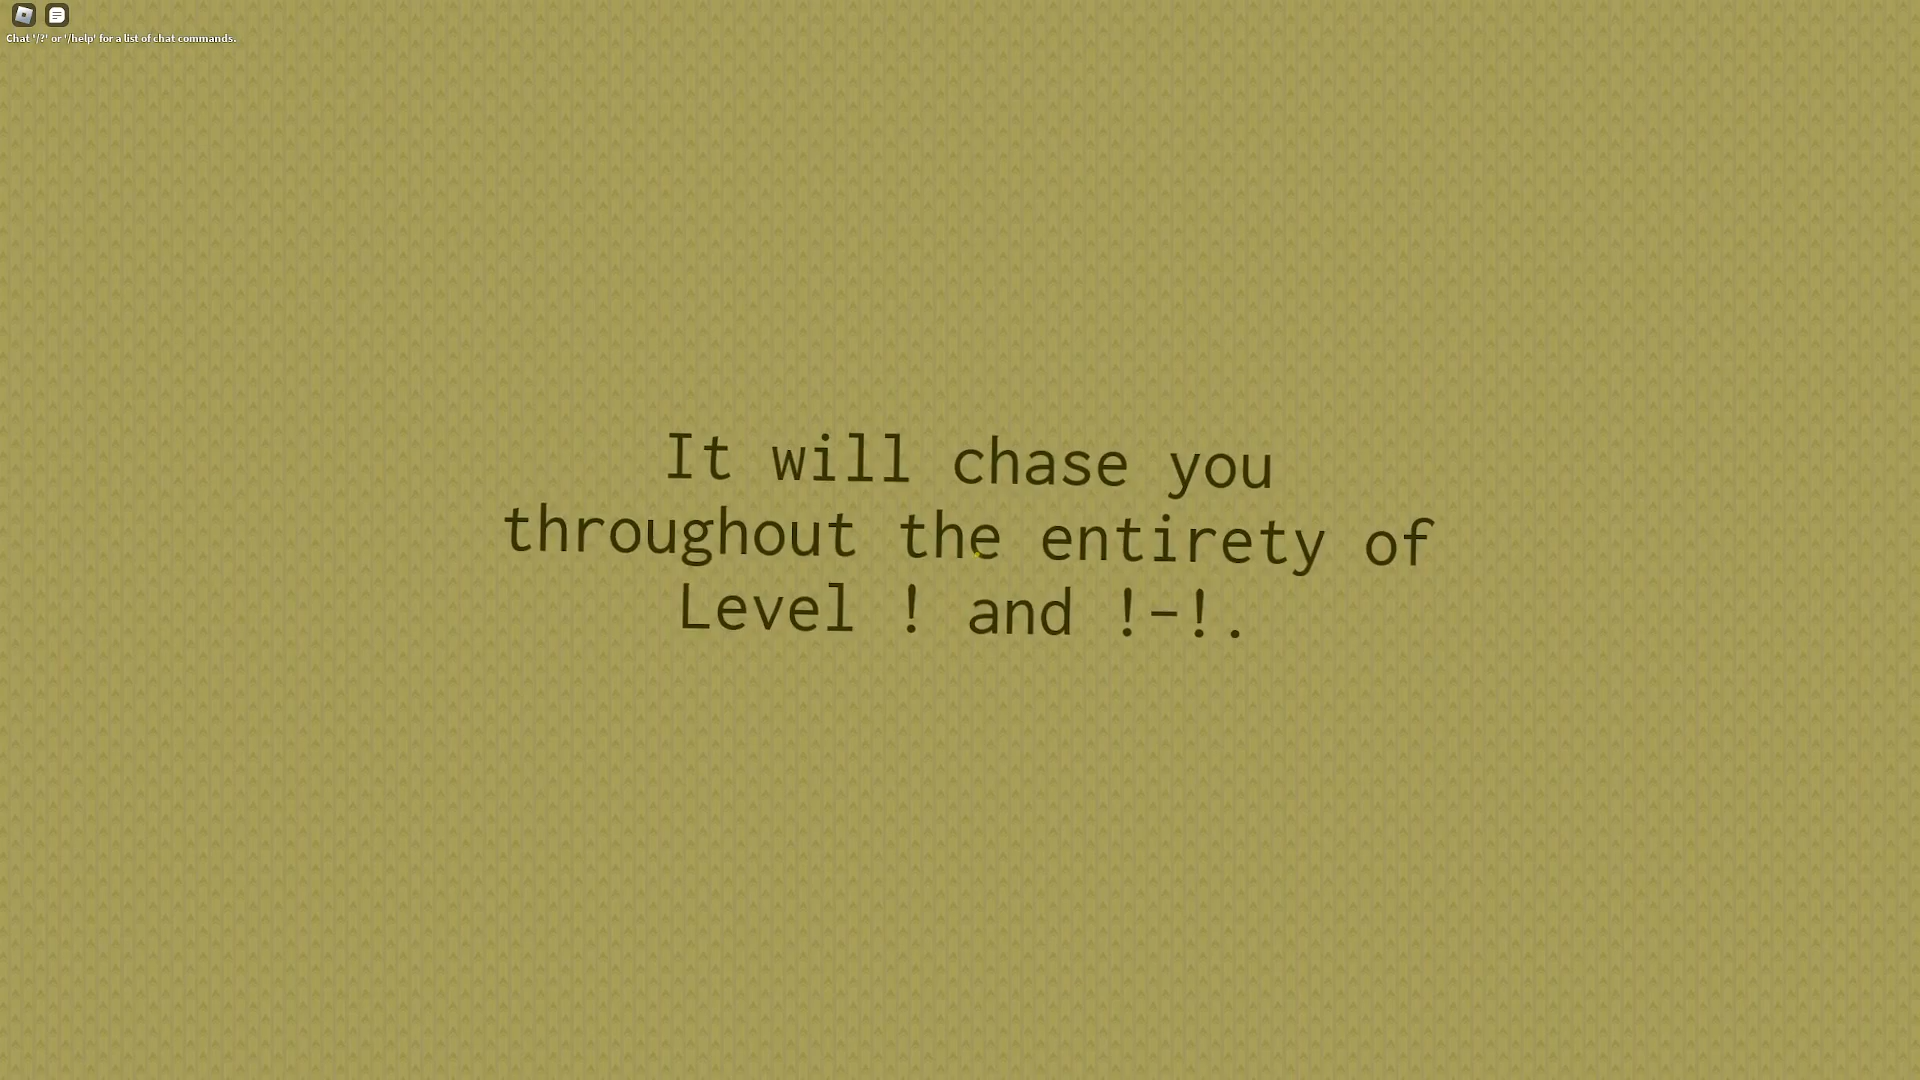 Chat '/?' or '/help' for a list of chat commands.
It will chase you
throughout the entirety of
Level ! and !-!.